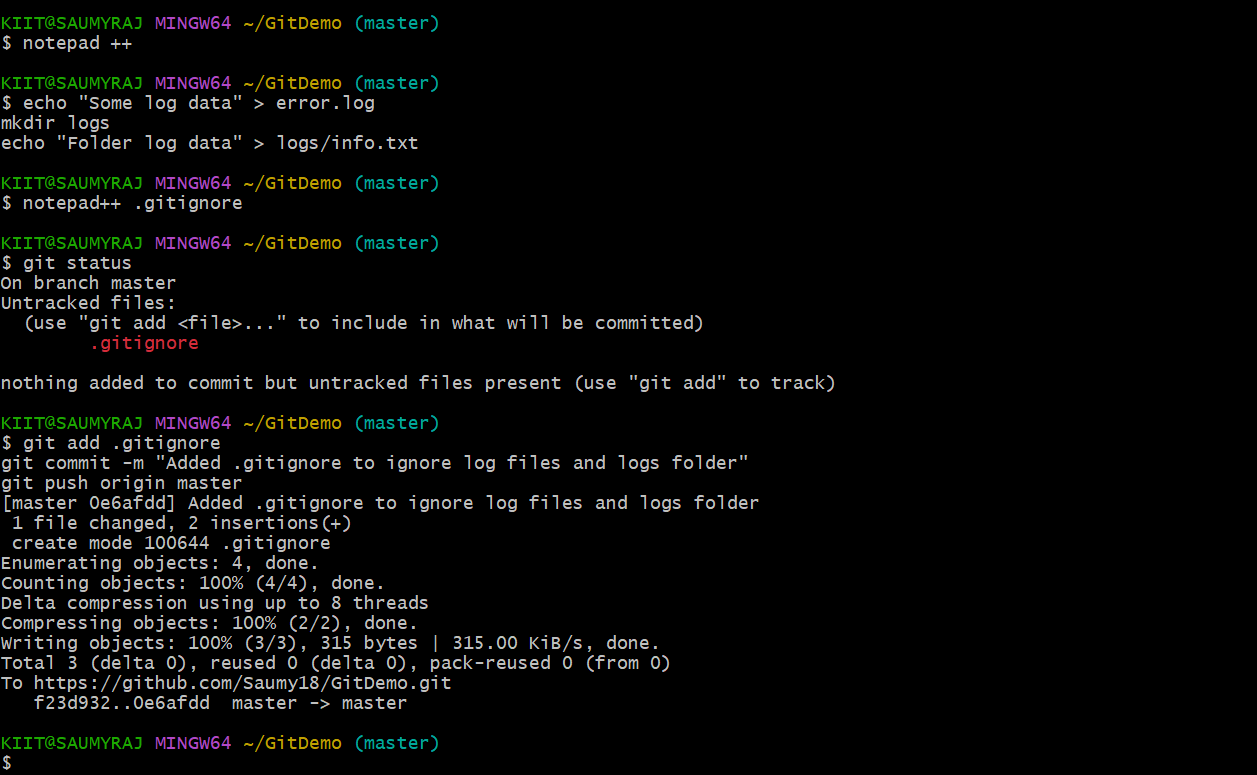 KIIT@SAUMYRAJ MINGW64 ~/GitDemo (master)
$ notepad ++
KIIT@SAUMYRAJ MINGW64 ~/GitDemo (master)
$ echo "Some log data" > error.log
mkdir logs
echo "Folder log data" > logs/info.txt
KIIT@SAUMYRAJ MINGW64 ~/GitDemo (master)
$ notepad++ .gitignore
KIIT@SAUMYRAJ MINGW64 ~/GitDemo (master)
$ git status
On branch master
Untracked files:
  (use "git add <file>..." to include in what will be committed)
        .gitignore
nothing added to commit but untracked files present (use "git add" to track)
KIIT@SAUMYRAJ MINGW64 ~/GitDemo (master)
$ git add .gitignore
git commit -m "Added .gitignore to ignore log files and logs folder"
git push origin master
[master 0e6afdd] Added .gitignore to ignore log files and logs folder
 1 file changed, 2 insertions(+)
 create mode 100644 .gitignore
Enumerating objects: 4, done.
Counting objects: 100% (4/4), done.
Delta compression using up to 8 threads
Compressing objects: 100% (2/2), done.
Writing objects: 100% (3/3), 315 bytes | 315.00 KiB/s, done.
Total 3 (delta 0), reused 0 (delta 0), pack-reused 0 (from 0)
To https://github.com/Saumy18/GitDemo.git
   f23d932..0e6afdd  master -> master
KIIT@SAUMYRAJ MINGW64 ~/GitDemo (master)
$